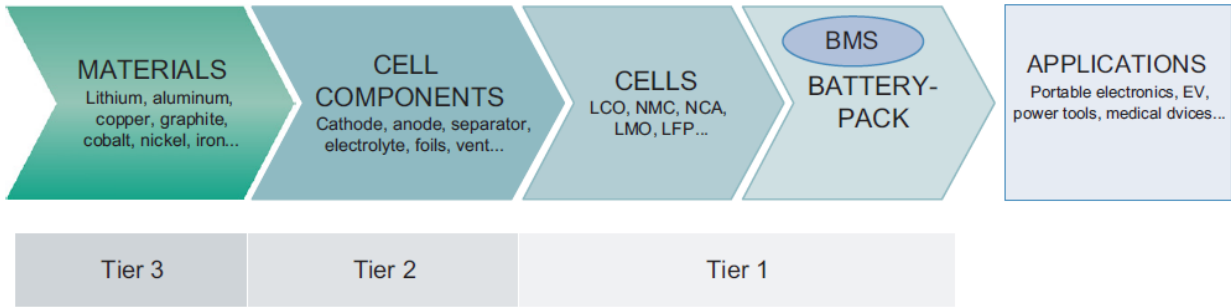 MATERIALS
Lithium, aluminum,
copper, graphite,
cobalt, nickel, iron...
CELL
COMPONENTS
Cathode, anode, separator,
electrolyte, foils, vent...
CELLS
LCO, NMC, NCA,
LMO, LFP...
BMS
BATTERY-
PACK
APPLICATIONS
Portable electronics, EV,
power tools, medical dvices...
Tier 3
Tier 2
Tier 1